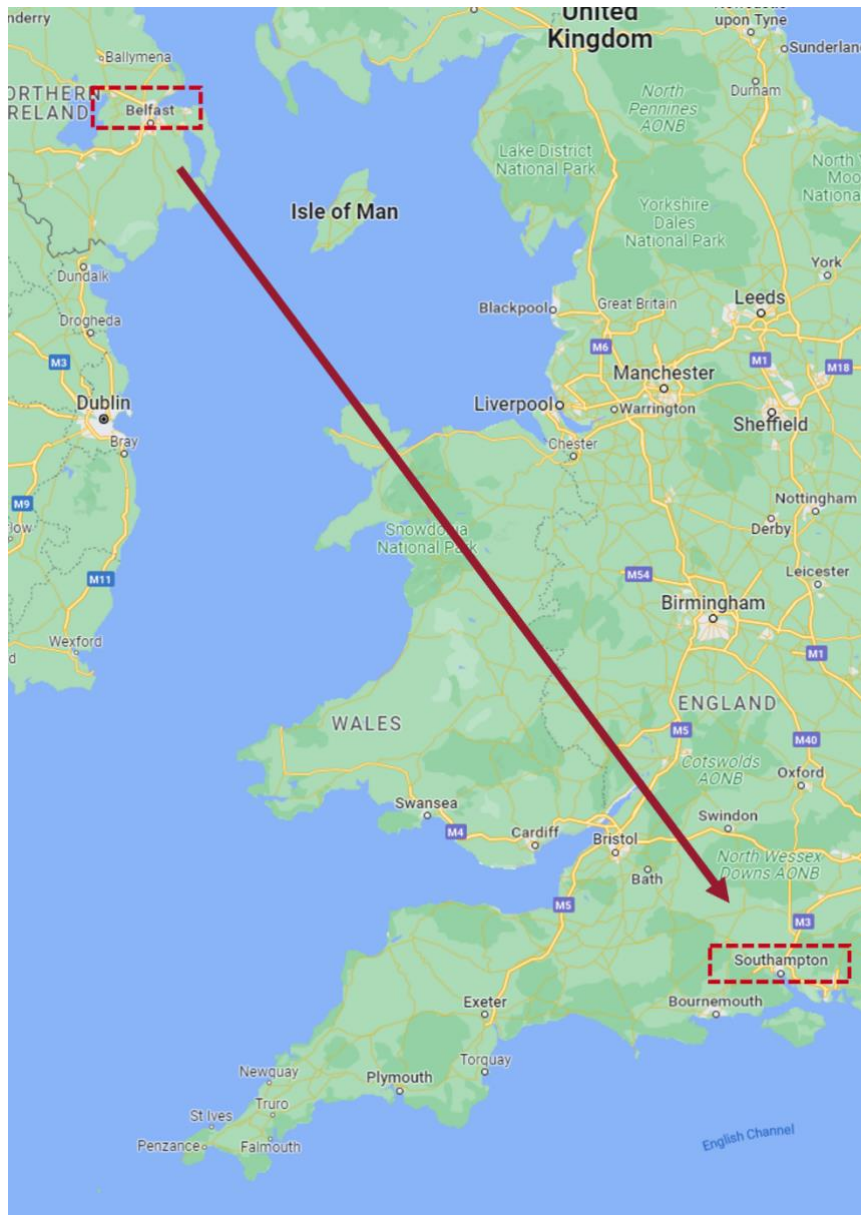 United
Kingdom
upon Tyne
Sunderland
Ballymena
Belfast
Durham
North
Pennines
AONB
Lake District
National Park
Isle of Man
Yorkshire
Dales
National Park
York
Dundalk
Leeds
Blackpool
Great Britain
Drogheda
M6
M1
M18
M3
Manchester
Dublin
Liverpool
Warrington
Sheffield
Bray
Chester
M9
Nottingham
Derby
Snowdonia
National Park
M11
M54
Leicester
Birmingham
Wexford
M1
ENGLAND
WALES
M5
M40
Cotswolds
AONB
Oxford
Swansea
Swindon
M4
Cardiff
Bristol
North Wessex
Downs AONB
Bath
M5
M3
Southampton
Exeter
Bournemouth
Torquay
Newquay
Plymouth
Truro
St Ives
Penzance
Falmouth
English Channel